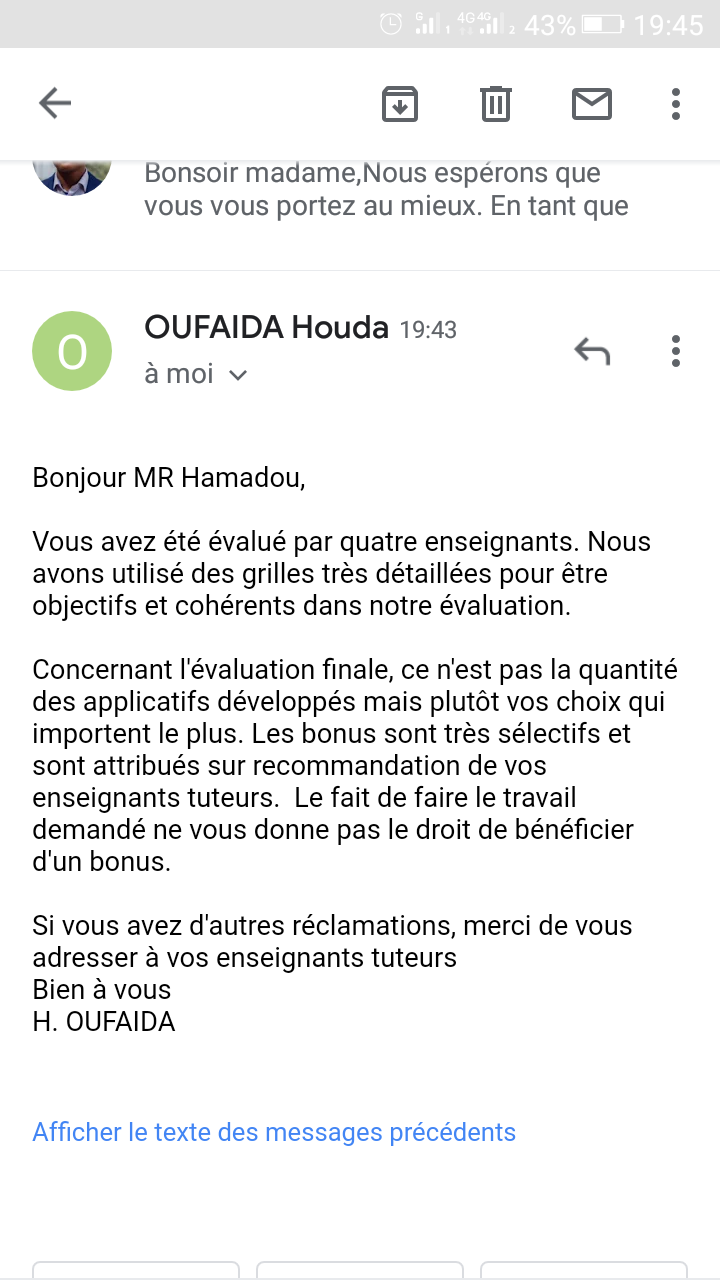 G 1 4G 4G 2 43% 19:45
Bonsoir madame,Nous espérons que
vous vous portez au mieux. En tant que
O
OUFAIDA Houda 19:43
à moi
Bonjour MR Hamadou,
Vous avez été évalué par quatre enseignants. Nous
avons utilisé des grilles très détaillées pour être
objectifs et cohérents dans notre évaluation.
Concernant l'évaluation finale, ce n'est pas la quantité
des applicatifs développés mais plutôt vos choix qui
importent le plus. Les bonus sont très sélectifs et
sont attribués sur recommandation de vos
enseignants tuteurs.  Le fait de faire le travail
demandé ne vous donne pas le droit de bénéficier
d'un bonus.
Si vous avez d'autres réclamations, merci de vous
adresser à vos enseignants tuteurs
Bien à vous
H. OUFAIDA
Afficher le texte des messages précédents